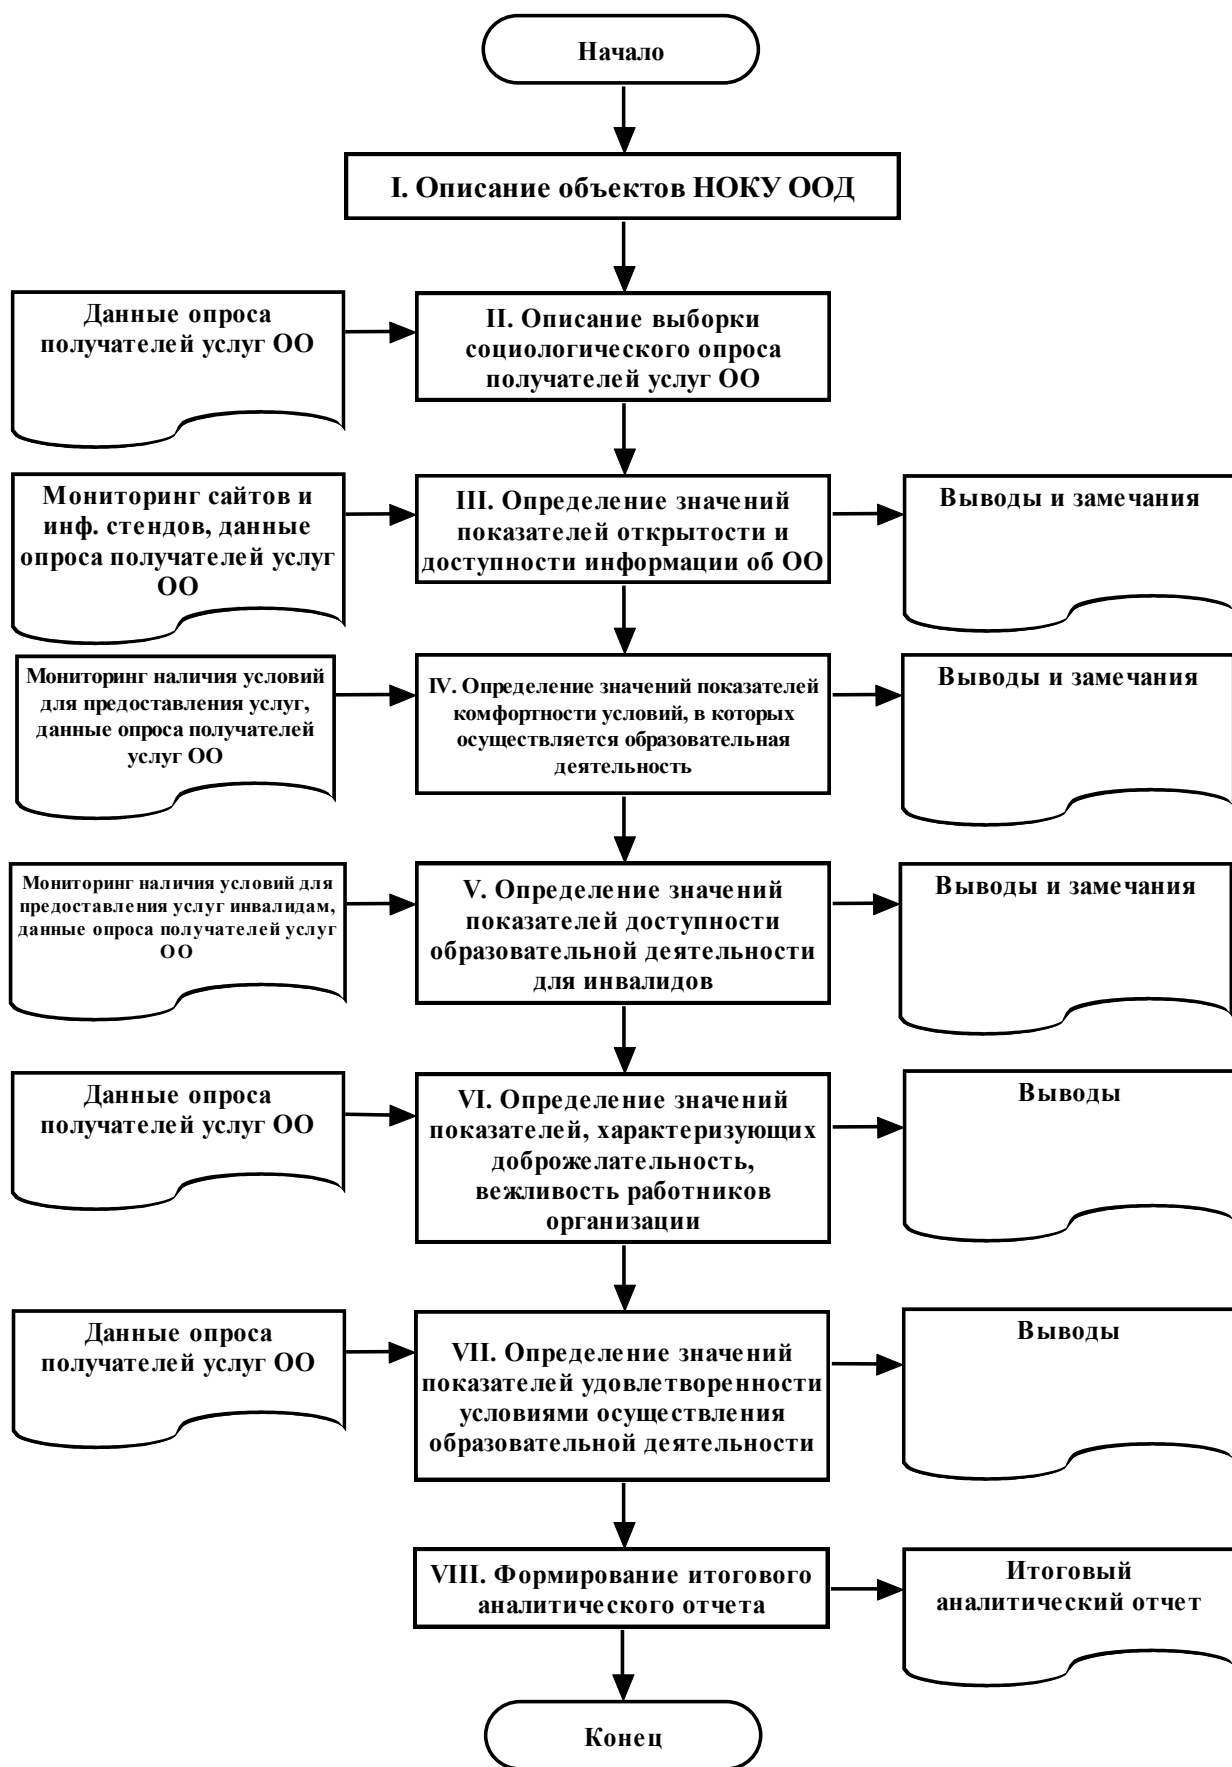 Начало
I. Описание объектов НОКУ ООД
Данные опроса
получателей услуг ОО
II. Описание выборки
социологического опроса
получателей услуг ОО
Мониторинг сайтов и
инф. стендов, данные
опроса получателей услуг
ОО
III. Определение значений
показателей открытости и
доступности информации об ОО
Выводы и замечания
Мониторинг наличия условий
для предоставления услуг,
данные опроса получателей
услуг ОО
IV. Определение значений показателей
комфортности условий, в которых
осуществляется образовательная
деятельность
Выводы и замечания
Мониторинг наличия условий для
предоставления услуг инвалидам,
данные опроса получателей услуг
ОО
V. Определение значений
показателей доступности
образовательной деятельности
для инвалидов
Выводы и замечания
Данные опроса
получателей услуг ОО
VI. Определение значений
показателей, характеризующих
доброжелательность,
вежливость работников
организации
Выводы
Данные опроса
получателей услуг ОО
VII. Определение значений
показателей удовлетворенности
условиями осуществления
образовательной деятельности
Выводы
VIII. Формирование итогового
аналитического отчета
Итоговый
аналитический отчет
Конец